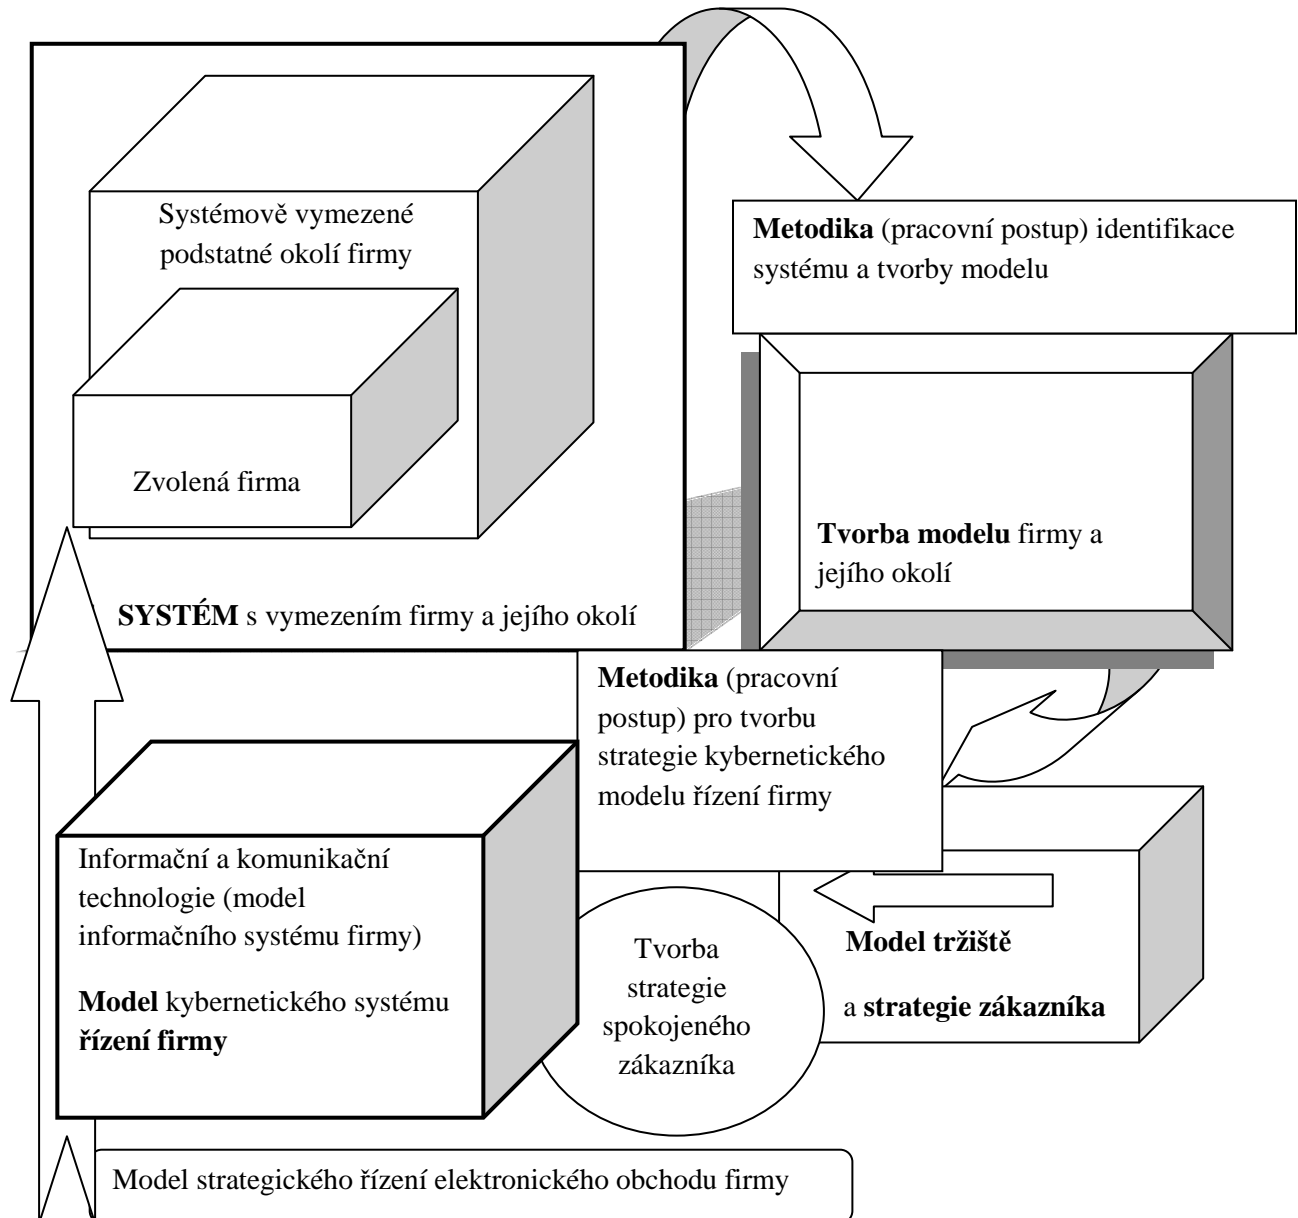 Systémově vymezené
podstatné okolí firmy
Zvolená firma
SYSTÉM s vymezením firmy a jejího okolí
Metodika (pracovní postup) identifikace
systému a tvorby modelu
Tvorba modelu firmy a
jejího okolí
Metodika (pracovní
postup) pro tvorbu
strategie kybernetického
modelu řízení firmy
Informační a komunikační
technologie (model
informačního systému firmy)
Model kybernetického systému
řízení firmy
Tvorba
strategie
spokojeného
zákazníka
Model tržiště
a strategie zákazníka
Model strategického řízení elektronického obchodu firmy